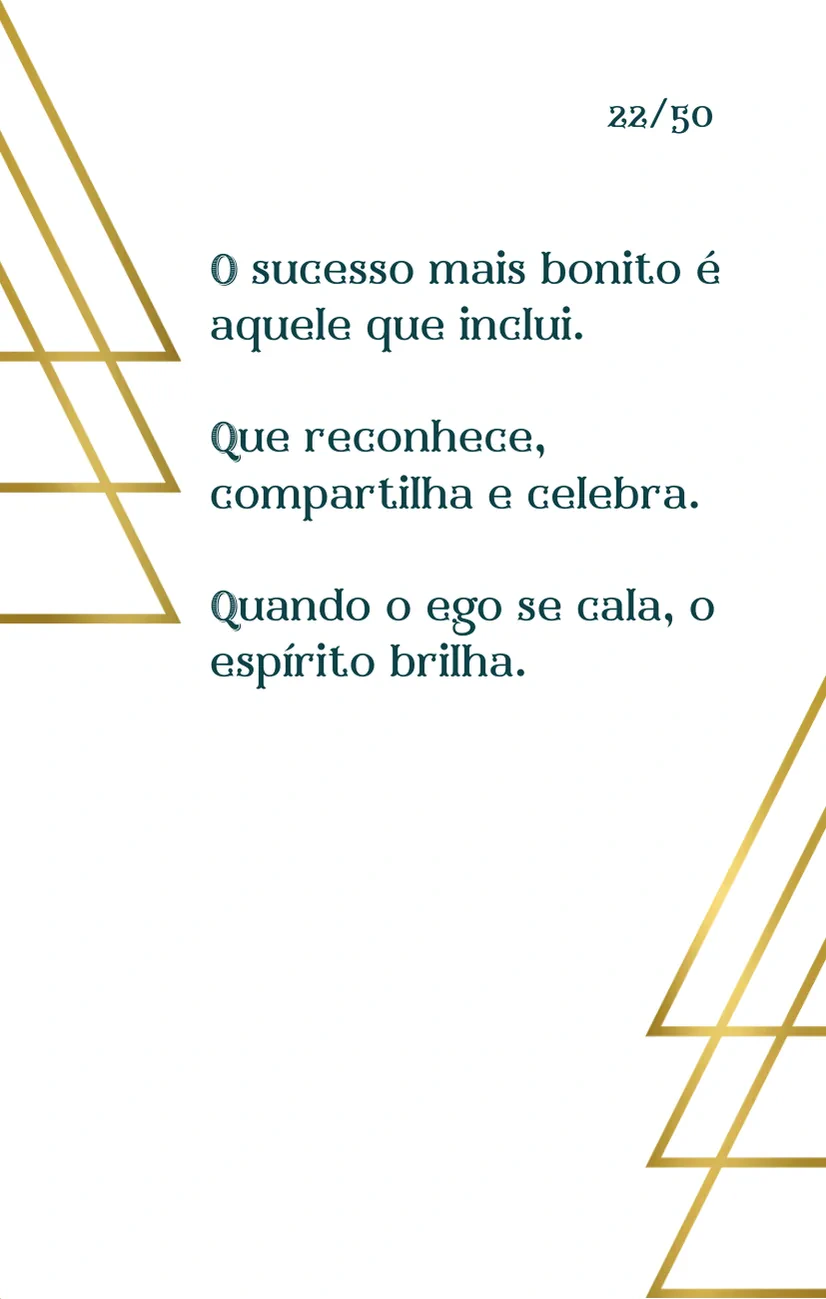 22/50
O sucesso mais bonito é
aquele que inclui.
Que reconhece,
compartilha e celebra.
Quando o ego se cala, o
espírito brilha.